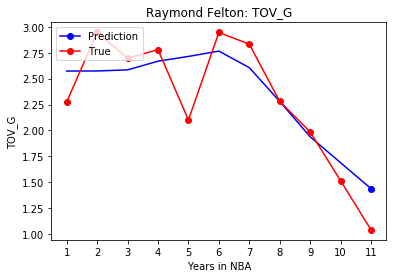 Raymond Felton: TOV_G
Prediction
True
3.00
2.75
2.50
2.25
2.00
1.75
1.50
1.25
1.00
TOV_G
1 2 3 4 5 6 7 8 9 10 11
Years in NBA